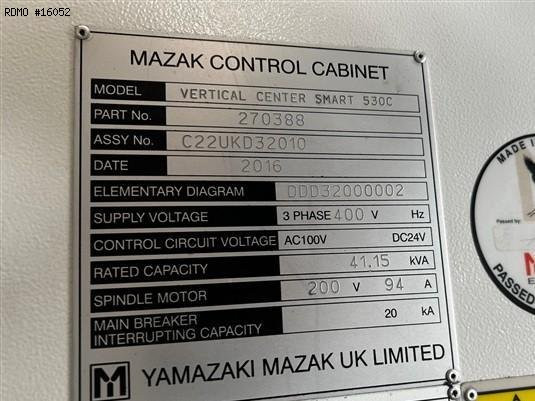 RDMO #16052
MAZAK CONTROL CABINET
MODEL VERTICAL CENTER SMART 530C
PART No. 270388
ASSY No. C22UKD32010
DATE 2016
ELEMENTARY DIAGRAM DDD32000002
SUPPLY VOLTAGE 3 PHASE 400 V Hz
CONTROL CIRCUIT VOLTAGE AC100V DC24V
RATED CAPACITY 41.15 kVA
SPINDLE MOTOR 200 V 94 A
MAIN BREAKER
INTERRUPTING CAPACITY 20 kA
M YAMAZAKI MAZAK UK LIMITED
MADE
Passed by:
PASSED